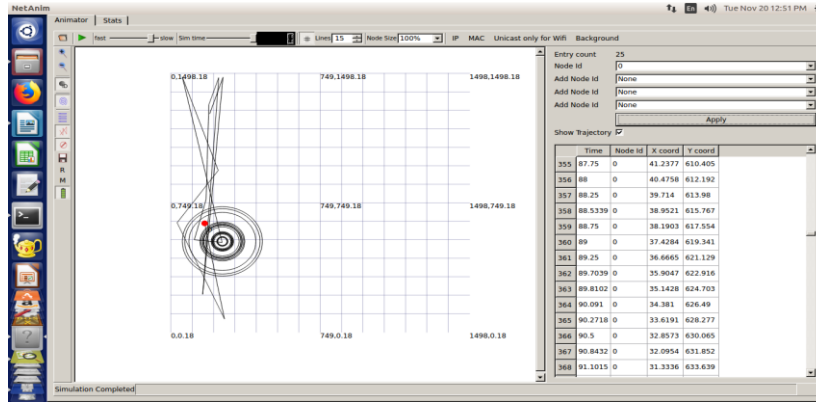 NetAnim
En
Tue Nov 20 12:51 PM
Animator
Stats
fast
slow
Sim time
Lines
15
Node Size
100%
IP
MAC
Unicast only for Wifi
Background
R
M
0,1498.18
749,1498.18
1498,1498.18
0,749.18
749,749.18
1498,749.18
0,0.18
749,0.18
1498,0.18
Entry count 25
Node Id 0
Add Node Id None
Add Node Id None
Add Node Id None
Apply
Show Trajectory
Time Node Id X coord Y coord
355 87.75 0 41.2377 610.405
356 88 0 40.4758 612.192
357 88.25 0 39.714 613.98
358 88.5339 0 38.9521 615.767
359 88.75 0 38.1903 617.554
360 89 0 37.4284 619.341
361 89.25 0 36.6665 621.129
362 89.7039 0 35.9047 622.916
363 89.8102 0 35.1428 624.703
364 90.091 0 34.381 626.49
365 90.2718 0 33.6191 628.277
366 90.5 0 32.8573 630.065
367 90.8432 0 32.0954 631.852
368 91.1015 0 31.3336 633.639
Simulation Completed